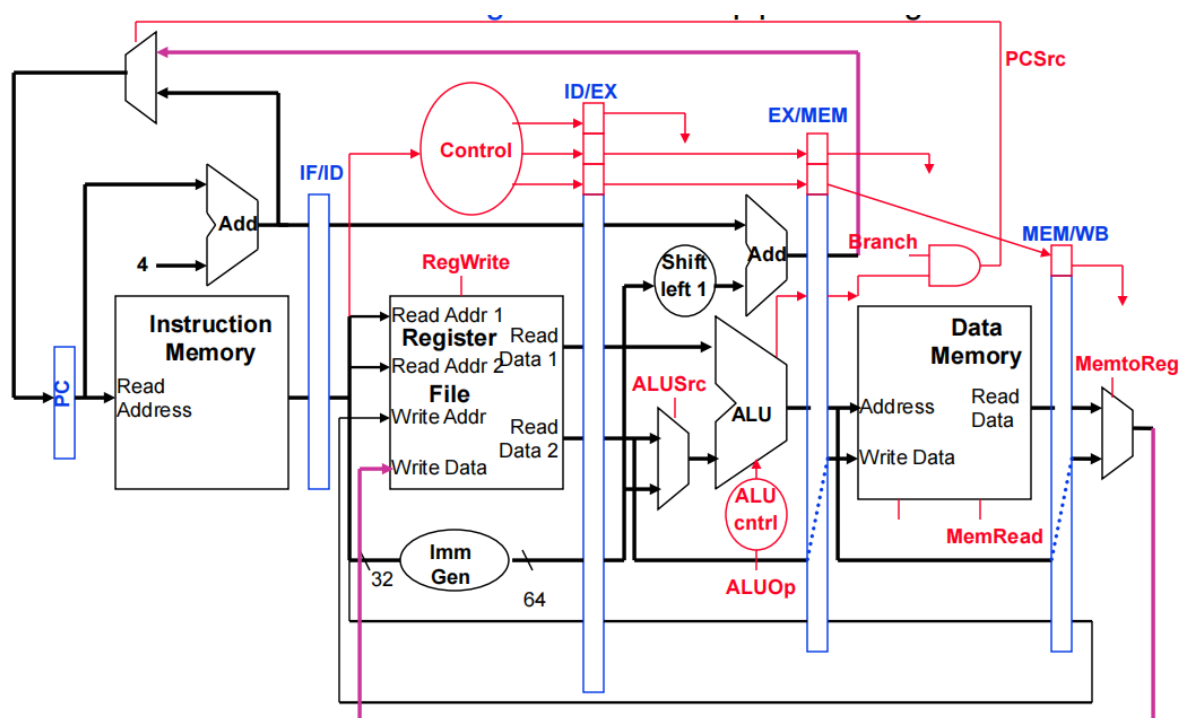 PCSrc
ID/EX
EX/MEM
Control
IF/ID
Add
4
RegWrite
Shift
left 1
Add
Branch
MEM/WB
Instruction
Memory
Read
Address
PC
Read Addr 1
Register
Read
Data 1
Read Addr 2
File
Write Addr
Read
Data 2
Write Data
ALUSrc
ALU
ALU
cntrl
ALUOp
Data
Memory
Address
Read
Data
Write Data
MemRead
MemtoReg
Imm
Gen
32
64